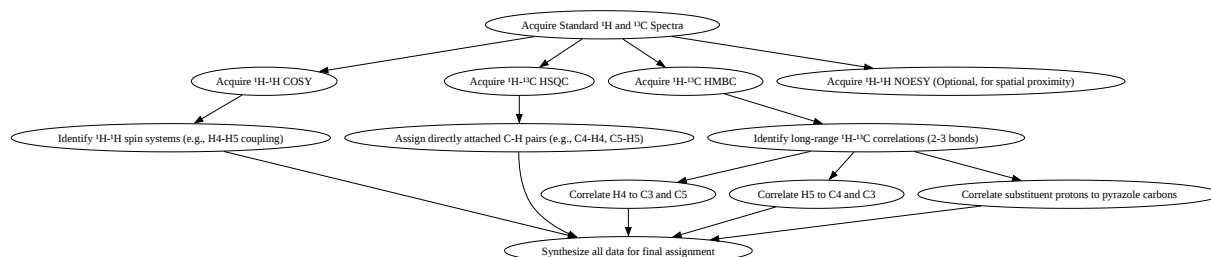 Acquire Standard ¹H and ¹³C Spectra
Acquire ¹H-¹H COSY
Acquire ¹H-¹³C HSQC
Acquire ¹H-¹³C HMBC
Acquire ¹H-¹H NOESY (Optional, for spatial proximity)
Identify ¹H-¹H spin systems (e.g., H4-H5 coupling)
Assign directly attached C-H pairs (e.g., C4-H4, C5-H5)
Identify long-range ¹H-¹³C correlations (2-3 bonds)
Correlate H4 to C3 and C5
Correlate H5 to C4 and C3
Correlate substituent protons to pyrazole carbons
Synthesize all data for final assignment